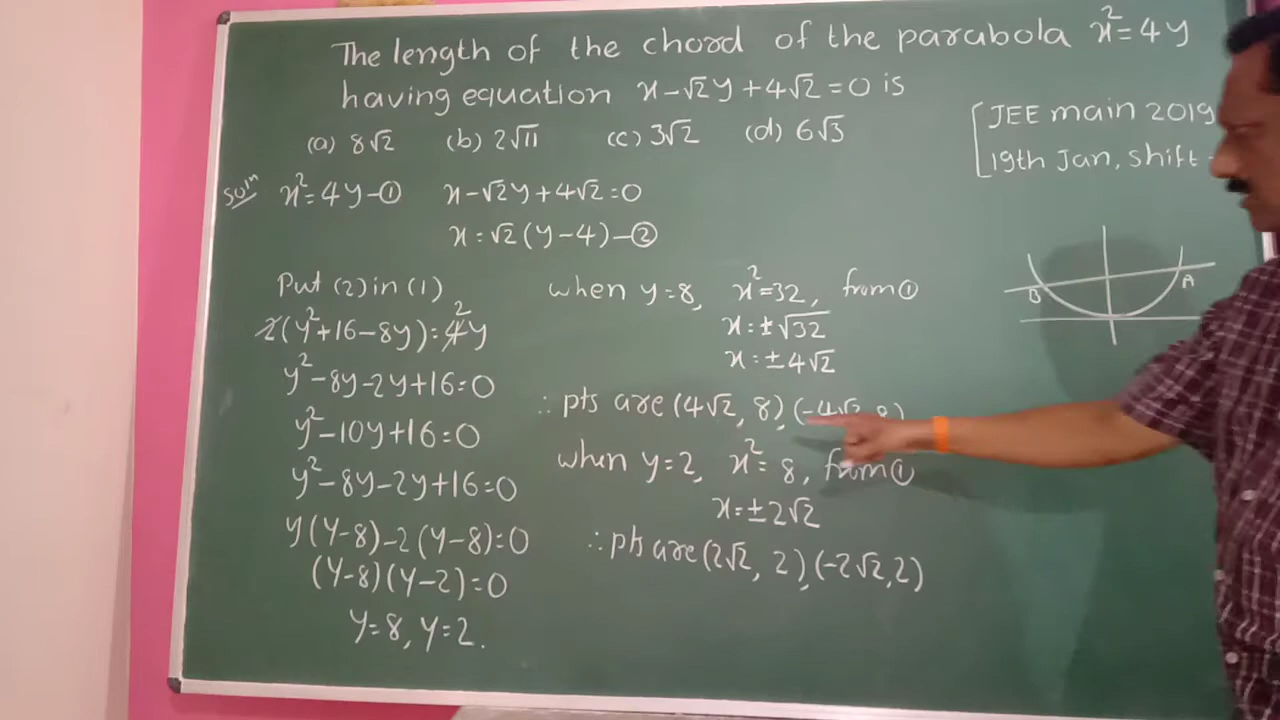 The length of the chord of the parabola x²=4y
having equation x-√2y+4√2=0 is
(a) 8√2 (b) 2√11 (c) 3√2 (d) 6√3
[JEE main 2019
19th Jan, shift -
Soln x²=4y-① x-√2y+4√2=0
x=√2(y-4)-②
Put (2) in (1)
2(y²+16-8y)=4²y
y²-8y-2y+16=0
y²-10y+16=0
y²-8y-2y+16=0
y(y-8)-2(y-8)=0
(y-8)(y-2)=0
y=8, y=2.
when y=8, x²=32, from ①
x=±√32
x=±4√2
∴ pts are (4√2, 8), (-4√2, 8)
when y=2, x²=8, from ①
x=±2√2
∴ pts are (2√2, 2), (-2√2, 2)
B A